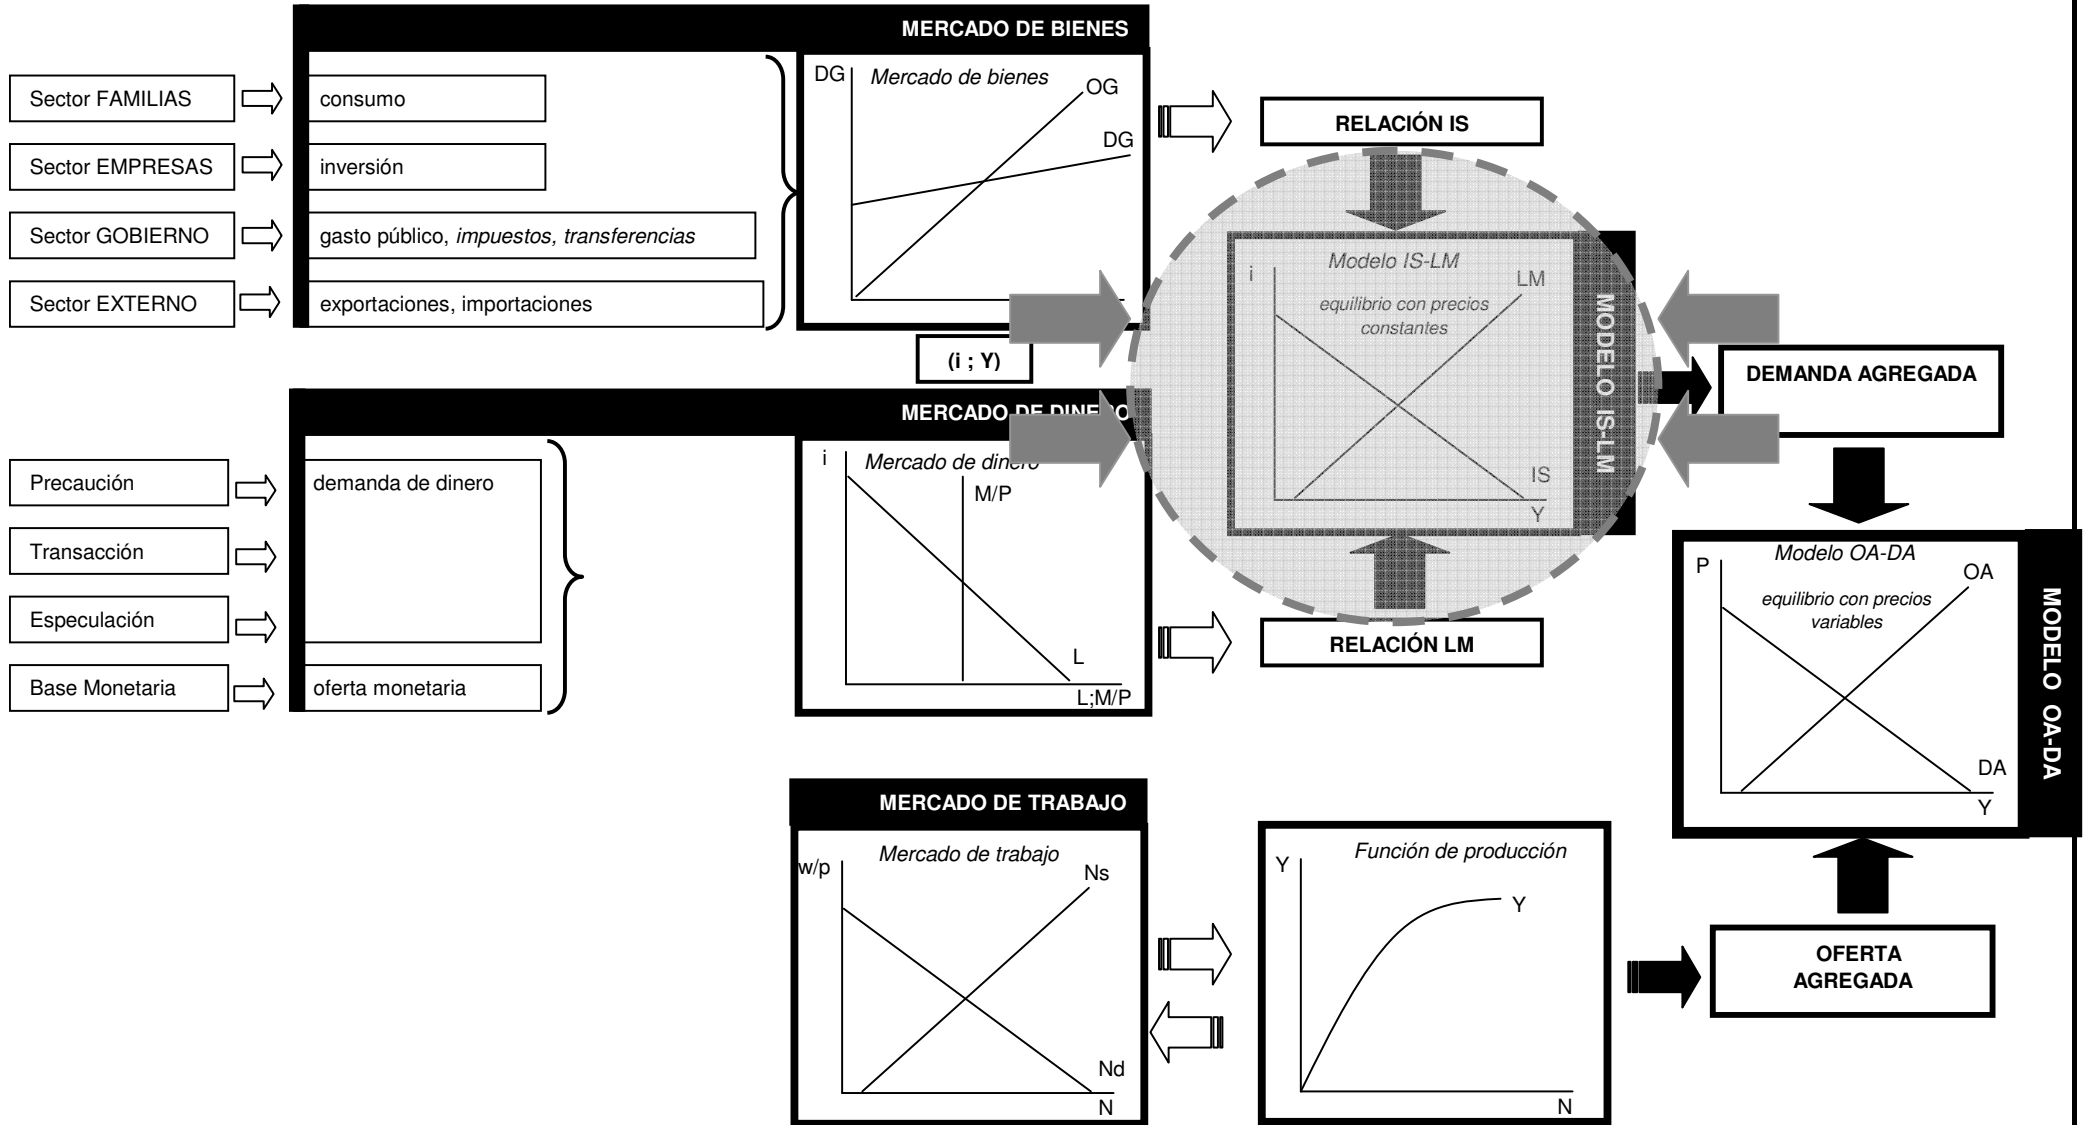 MERCADO DE BIENES
Sector FAMILIAS
consumo
Sector EMPRESAS
inversión
Sector GOBIERNO
gasto público, impuestos, transferencias
Sector EXTERNO
exportaciones, importaciones
DG
Mercado de bienes
OG
DG
RELACIÓN IS
(i ; Y)
Modelo IS-LM
i
LM
equilibrio con precios
constantes
IS
Y
MODELO IS-LM
DEMANDA AGREGADA
MERCADO DE DINERO
Precaución
demanda de dinero
Transacción
Especulación
Base Monetaria
oferta monetaria
i
Mercado de dinero
M/P
L
L;M/P
RELACIÓN LM
Modelo OA-DA
P
OA
equilibrio con precios
variables
DA
Y
MODELO OA-DA
MERCADO DE TRABAJO
Mercado de trabajo
w/p
Ns
Nd
N
Función de producción
Y
Y
N
OFERTA
AGREGADA